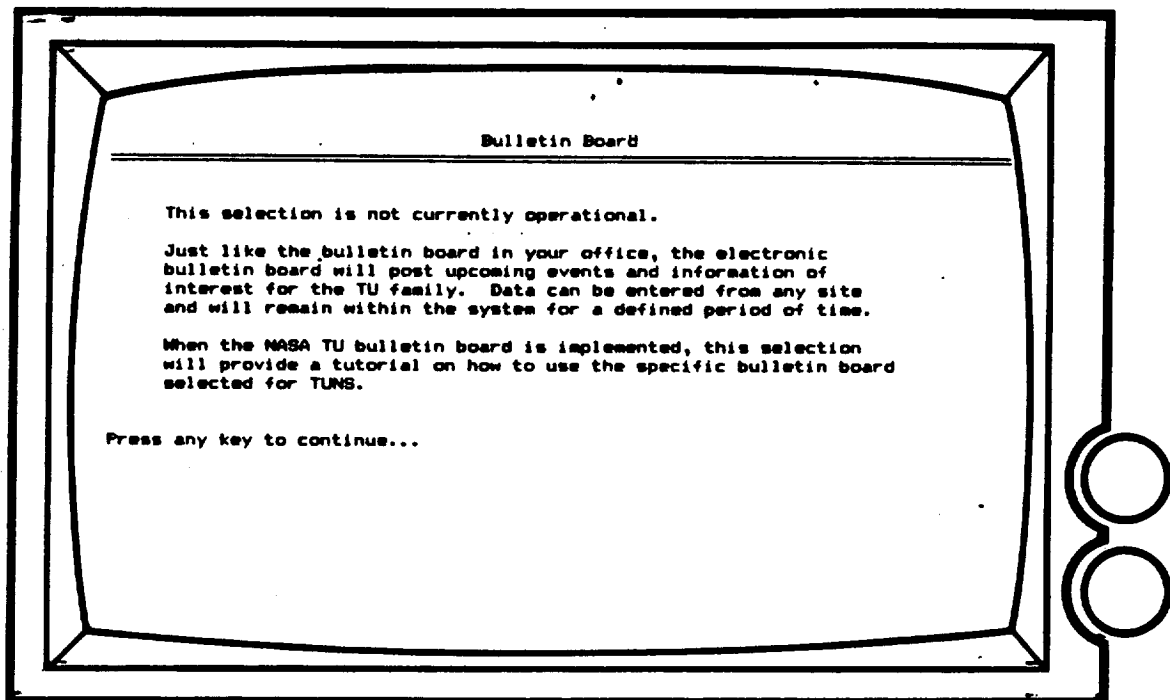 Bulletin Board
This selection is not currently operational.
Just like the bulletin board in your office, the electronic
bulletin board will post upcoming events and information of
interest for the TU family. Data can be entered from any site
and will remain within the system for a defined period of time.
When the NASA TU bulletin board is implemented, this selection
will provide a tutorial on how to use the specific bulletin board
selected for TUNS.
Press any key to continue...